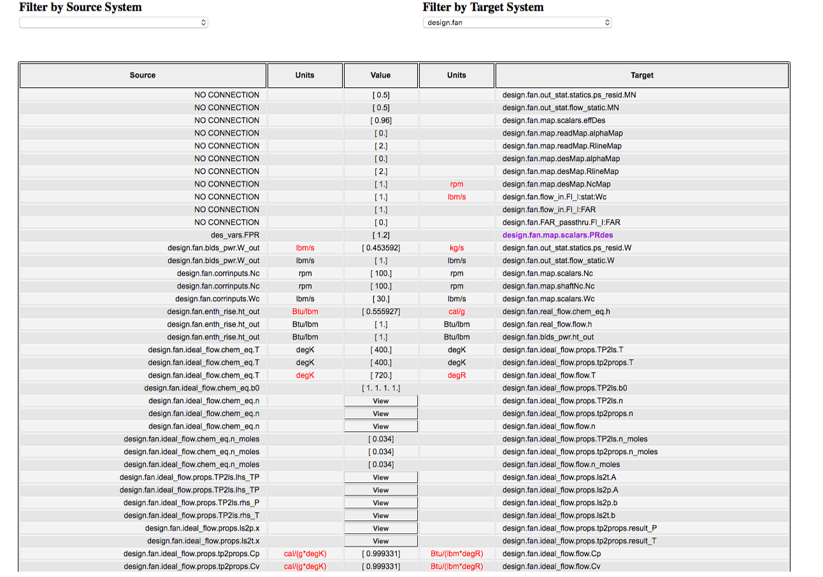 Filter by Source System Filter by Target System
design.fan
Source Units Value Units Target
NO CONNECTION [ 0.5] design.fan.out_stat.statics.ps_resid.MN
NO CONNECTION [ 0.5] design.fan.out_stat.flow_static.MN
NO CONNECTION [ 0.96] design.fan.map.scalars.effDes
NO CONNECTION [ 0.] design.fan.map.readMap.alphaMap
NO CONNECTION [ 2.] design.fan.map.readMap.RlineMap
NO CONNECTION [ 0.] design.fan.map.desMap.alphaMap
NO CONNECTION [ 2.] design.fan.map.desMap.RlineMap
NO CONNECTION [ 1.] rpm design.fan.map.desMap.NcMap
NO CONNECTION [ 1.] lbm/s design.fan.flow_in.Fl_I:stat:Wc
NO CONNECTION [ 1.] design.fan.flow_in.Fl_I:FAR
NO CONNECTION [ 0.] design.fan.FAR_passthru.Fl_I:FAR
des_vars.FPR [ 1.2] design.fan.map.scalars.PRdes
design.fan.blds_pwr.W_out lbm/s [ 0.453592] kg/s design.fan.out_stat.statics.ps_resid.W
design.fan.blds_pwr.W_out lbm/s [ 1.] lbm/s design.fan.out_stat.flow_static.W
design.fan.corrinputs.Nc rpm [ 100.] rpm design.fan.map.scalars.Nc
design.fan.corrinputs.Nc rpm [ 100.] rpm design.fan.map.shaftNc.Nc
design.fan.corrinputs.Wc lbm/s [ 30.] lbm/s design.fan.map.scalars.Wc
design.fan.enth_rise.ht_out Btu/lbm [ 0.555927] cal/g design.fan.real_flow.chem_eq.h
design.fan.enth_rise.ht_out Btu/lbm [ 1.] Btu/lbm design.fan.real_flow.flow.h
design.fan.enth_rise.ht_out Btu/lbm [ 1.] Btu/lbm design.fan.blds_pwr.ht_out
design.fan.ideal_flow.chem_eq.T degK [ 400.] degK design.fan.ideal_flow.props.TP2ls.T
design.fan.ideal_flow.chem_eq.T degK [ 400.] degK design.fan.ideal_flow.props.tp2props.T
design.fan.ideal_flow.chem_eq.T degK [ 720.] degR design.fan.ideal_flow.flow.T
design.fan.ideal_flow.chem_eq.b0 [ 1. 1. 1. 1.] design.fan.ideal_flow.props.TP2ls.b0
design.fan.ideal_flow.chem_eq.n View design.fan.ideal_flow.props.TP2ls.n
design.fan.ideal_flow.chem_eq.n View design.fan.ideal_flow.props.tp2props.n
design.fan.ideal_flow.chem_eq.n View design.fan.ideal_flow.flow.n
design.fan.ideal_flow.chem_eq.n_moles [ 0.034] design.fan.ideal_flow.props.TP2ls.n_moles
design.fan.ideal_flow.chem_eq.n_moles [ 0.034] design.fan.ideal_flow.props.tp2props.n_moles
design.fan.ideal_flow.chem_eq.n_moles [ 0.034] design.fan.ideal_flow.flow.n_moles
design.fan.ideal_flow.props.TP2ls.lhs_TP View design.fan.ideal_flow.props.ls2t.A
design.fan.ideal_flow.props.TP2ls.lhs_TP View design.fan.ideal_flow.props.ls2p.A
design.fan.ideal_flow.props.TP2ls.rhs_P View design.fan.ideal_flow.props.ls2p.b
design.fan.ideal_flow.props.TP2ls.rhs_T View design.fan.ideal_flow.props.ls2t.b
design.fan.ideal_flow.props.ls2p.x View design.fan.ideal_flow.props.tp2props.result_P
design.fan.ideal_flow.props.ls2t.x View design.fan.ideal_flow.props.tp2props.result_T
design.fan.ideal_flow.props.tp2props.Cp cal/(g*degK) [ 0.999331] Btu/(lbm*degR) design.fan.ideal_flow.flow.Cp
design.fan.ideal_flow.props.tp2props.Cv cal/(g*degK) [ 0.999331] Btu/(lbm*degR) design.fan.ideal_flow.flow.Cv